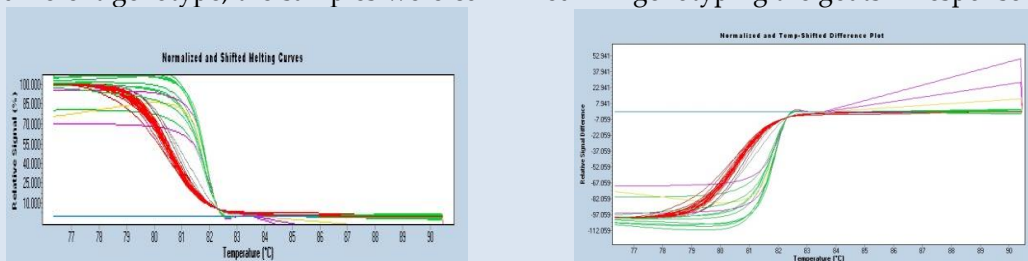 Normalized and Shifted Melting Curves
Relative Signal (%)
100.000
85.000
70.000
55.000
40.000
25.000
10.000
77 78 79 80 81 82 83 84 85 86 87 88 89 90
Temperature (°C)
Normalized and Temp-Shifted Difference Plot
Relative Signal Difference
52.941
37.941
22.941
7.941
-7.059
-22.059
-37.059
-52.059
-67.059
-82.059
-97.059
-112.059
77 78 79 80 81 82 83 84 85 86 87 88 89 90
Temperature (°C)